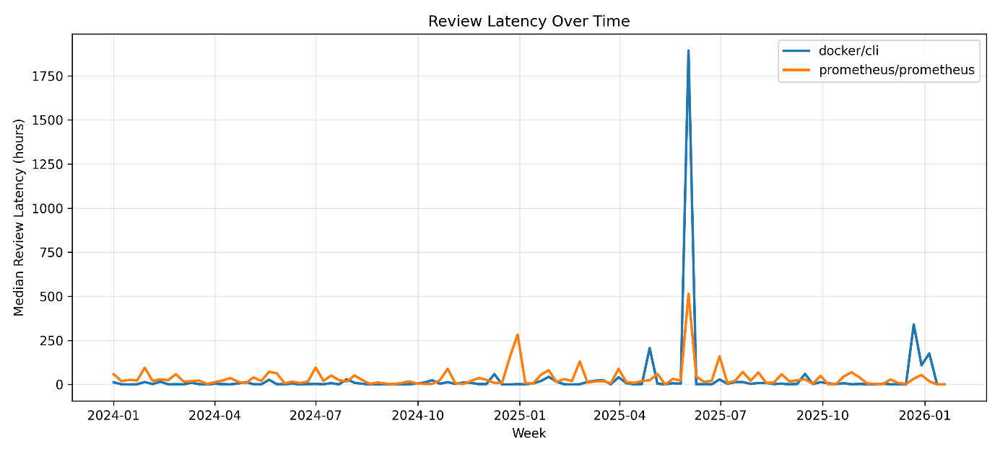 Review Latency Over Time
docker/cli
prometheus/prometheus
Median Review Latency (hours)
1750
1500
1250
1000
750
500
250
0
2024-01 2024-04 2024-07 2024-10 2025-01 2025-04 2025-07 2025-10 2026-01
Week